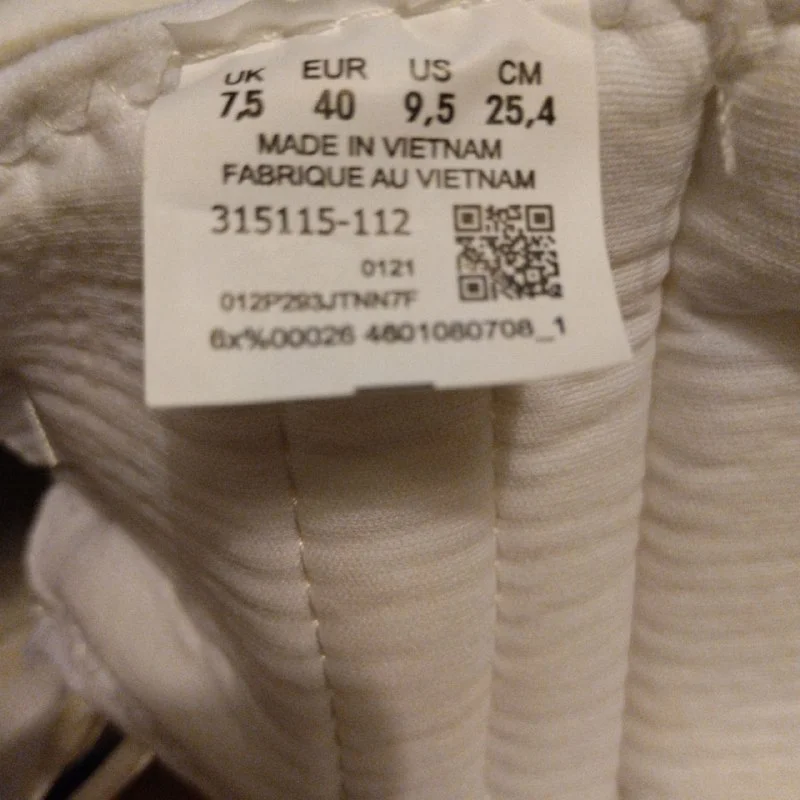 UK EUR US CM
7,5 40 9,5 25,4
MADE IN VIETNAM
FABRIQUE AU VIETNAM
315115-112
0121
012P293JTNN7F
6x%00026 4601080708_1